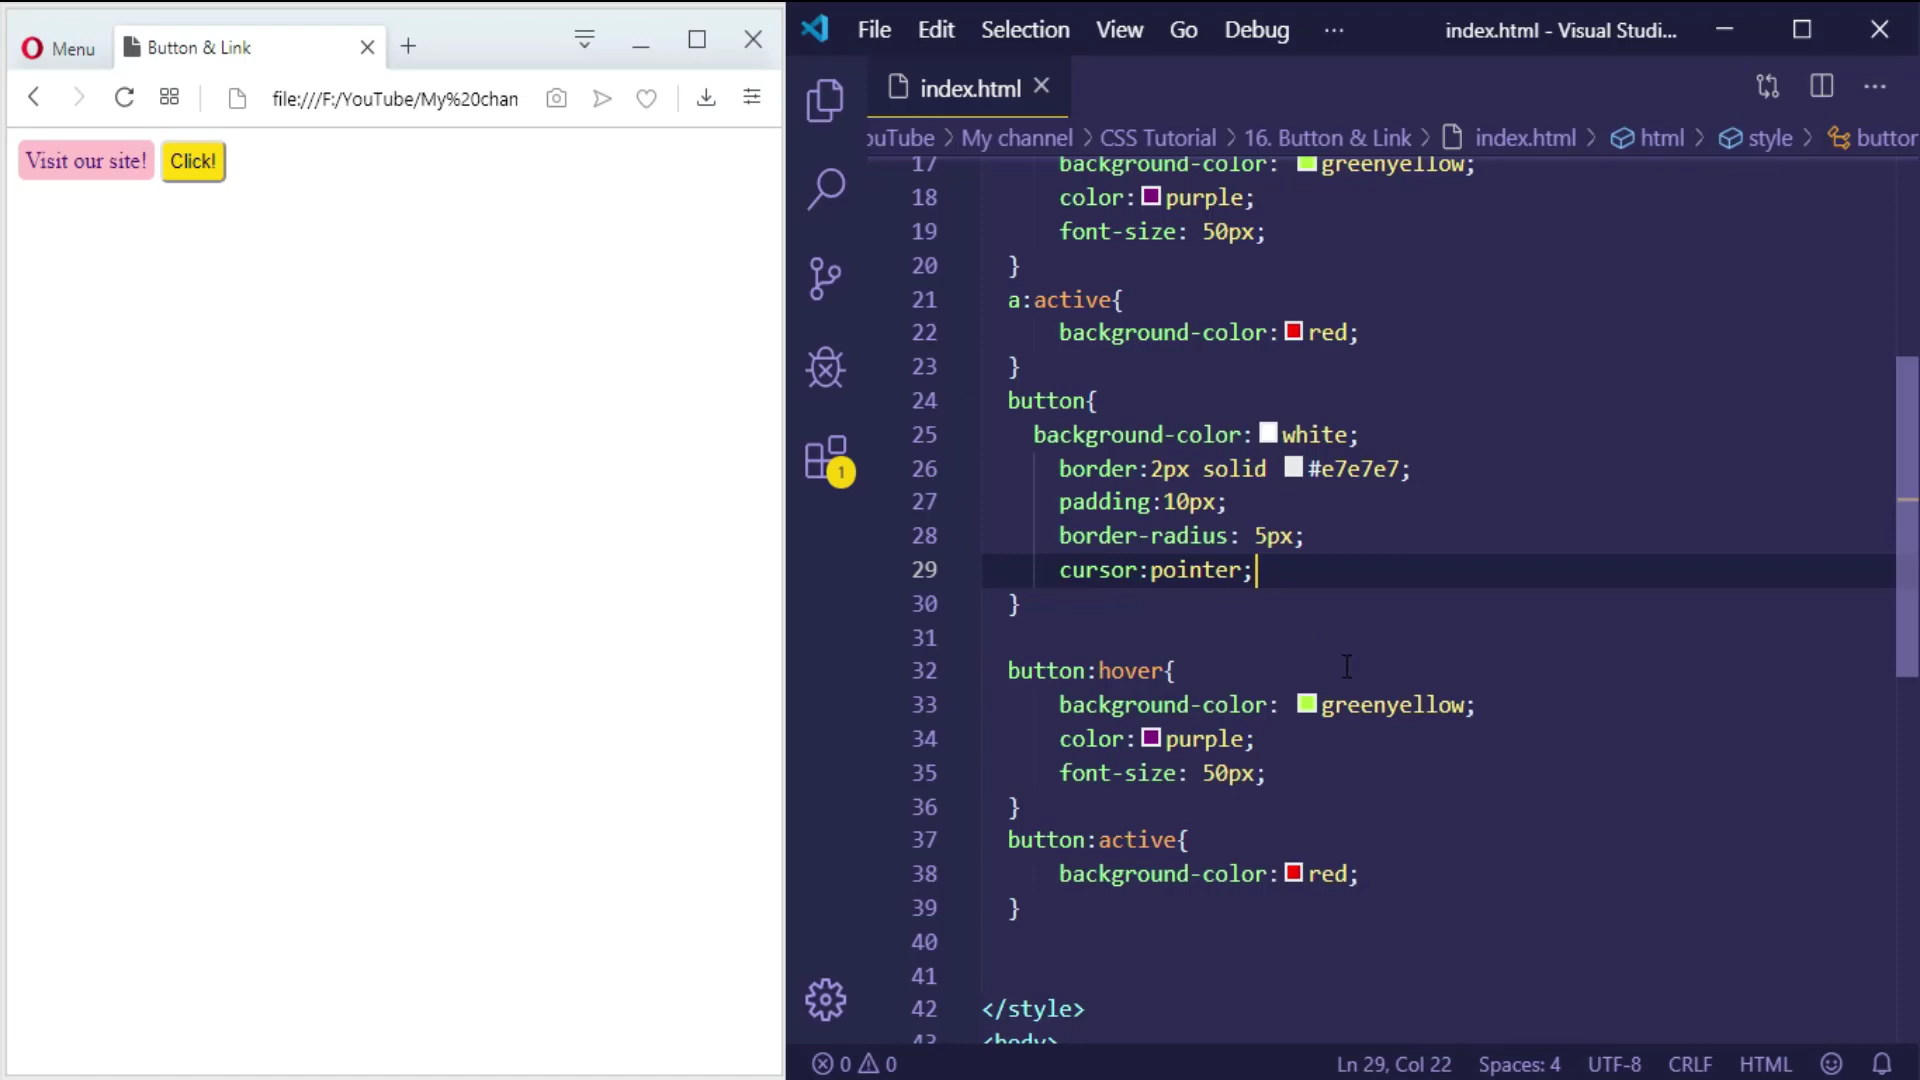 Menu
Button & Link
file:///F:/YouTube/My%20chan
Visit our site!
Click!
File Edit Selection View Go Debug ··· index.html - Visual Studi...
index.html
ouTube > My channel > CSS Tutorial > 16. Button & Link > index.html > html > style > button
17 background-color: greenyellow;
18 color:purple;
19 font-size: 50px;
20 }
21 a:active{
22 background-color:red;
23 }
24 button{
25 background-color:white;
26 border:2px solid #e7e7e7;
27 padding:10px;
28 border-radius: 5px;
29 cursor:pointer;
30 }
31
32 button:hover{
33 background-color: greenyellow;
34 color:purple;
35 font-size: 50px;
36 }
37 button:active{
38 background-color:red;
39 }
40
41
42 </style>
43 <body>
1
0 0 Ln 29, Col 22 Spaces: 4 UTF-8 CRLF HTML